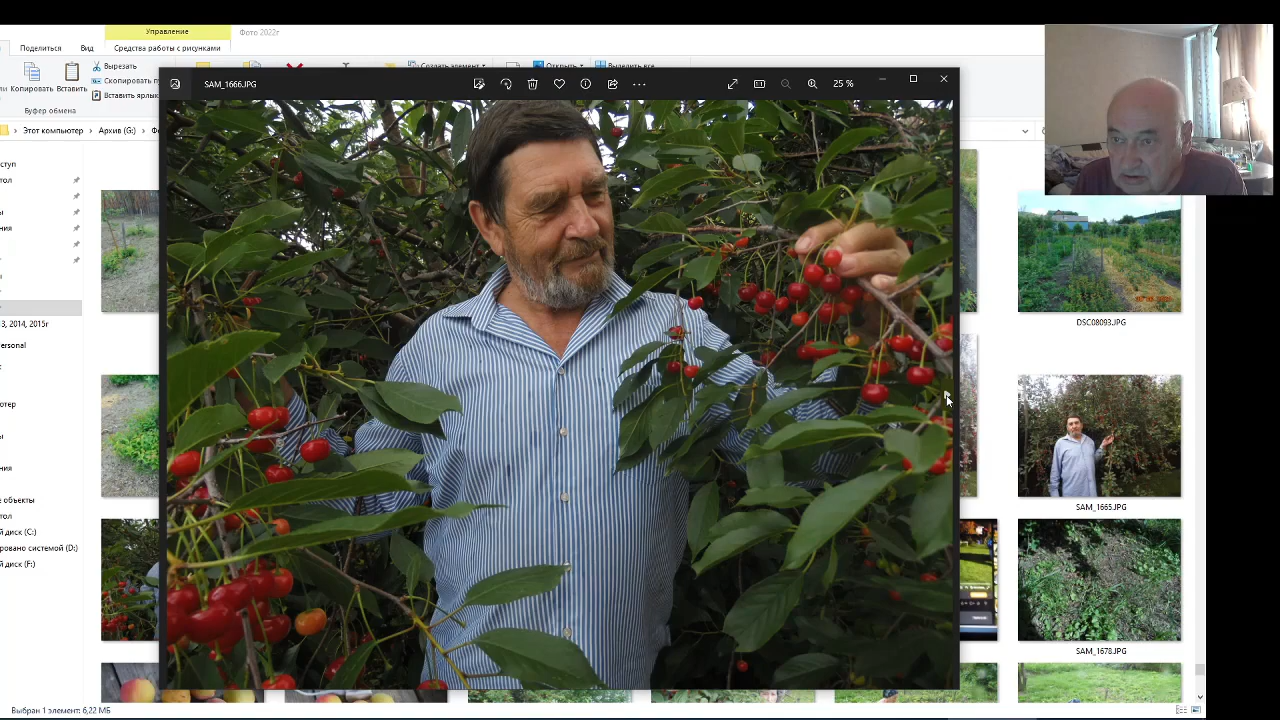 Управление
Фото 2022г
Поделиться
Вид
Средства работы с рисунками
Копировать
Вставить
Вырезать
Буфер обмена
SAM_1666.JPG
25 %
Этот компьютер
Архив (G:)
3, 2014, 2015г
ersonal
DSC08093.JPG
SAM_1665.JPG
SAM_1678.JPG
объекты
й диск (C:)
ировано системой (D:)
й диск (F:)
Выбран 1 элемент: 6,22 МБ